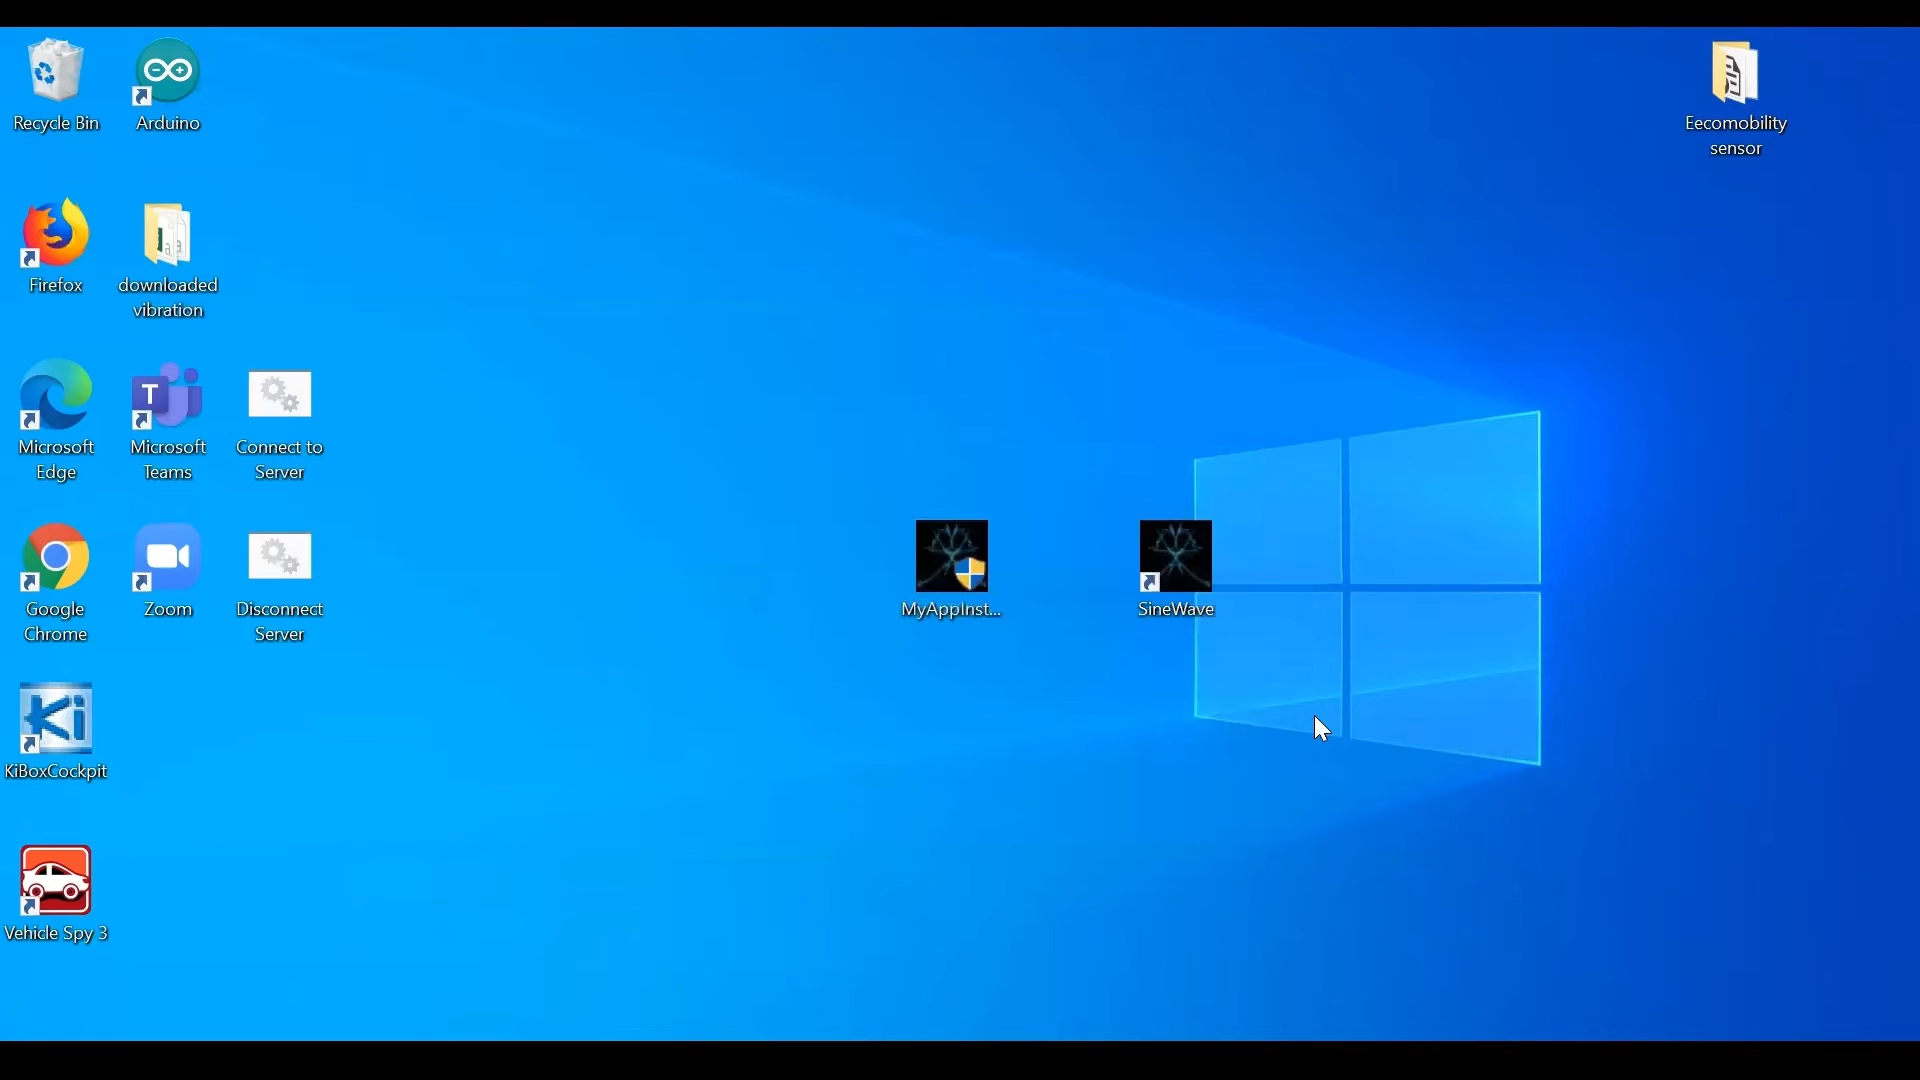 Recycle Bin
Arduino
Eecomobility
sensor
Firefox
downloaded
vibration
Microsoft
Edge
T
Microsoft
Teams
Connect to
Server
Google
Chrome
Zoom
Disconnect
Server
MyAppInst...
SineWave
Ki
KiBoxCockpit
Vehicle Spy 3